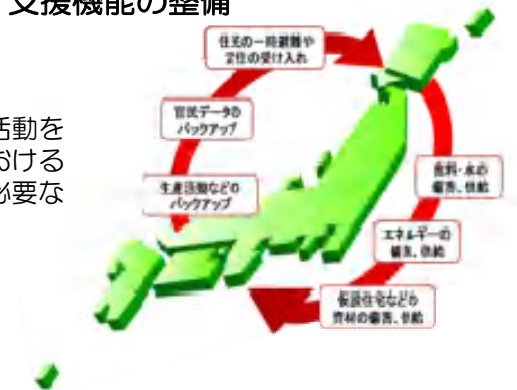 支援機能の整備
活動を
おける
必要な
住元の一時避難や
2位の受け入れ
官民データの
バックアップ
生産活動などの
バックアップ
食料・水の
備蓄、供給
エネルギーの
備蓄、供給
仮設住宅などの
資材の備蓄、供給